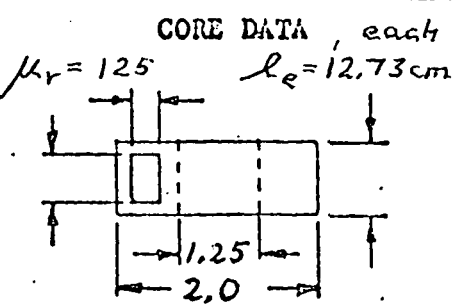 CORE DATA, each
μr = 125 le = 12.73 cm
1.25
2.0